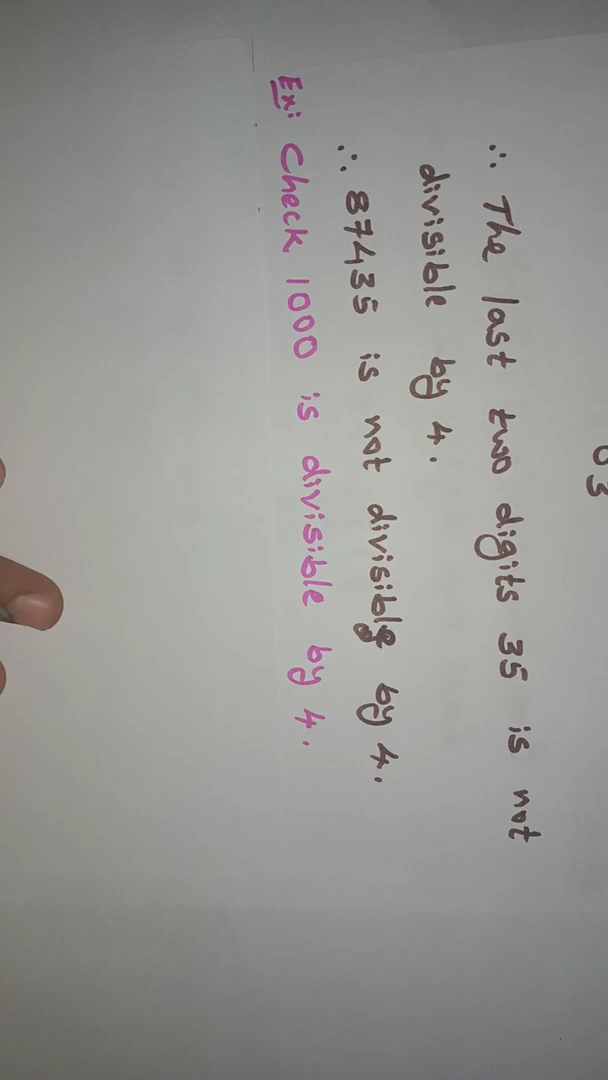 03
∴ The last two digits 35 is not
divisible by 4.
∴ 87435 is not divisible by 4.
Ex: Check 1000 is divisible by 4.